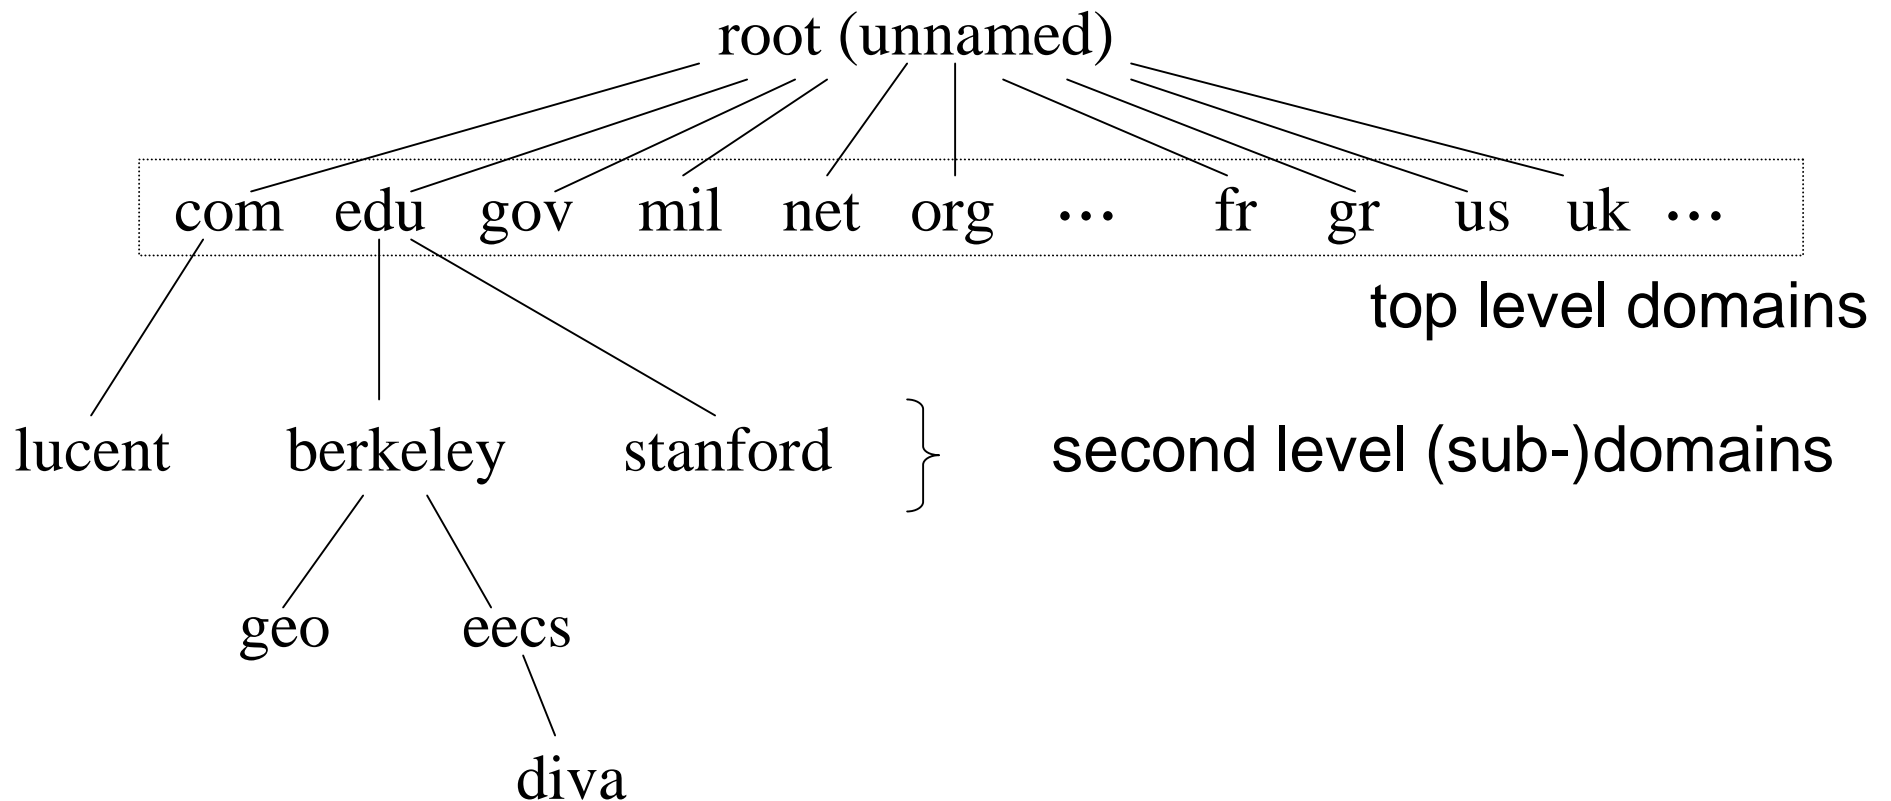 root (unnamed)
com edu gov mil net org ... fr gr us uk ...
top level domains
lucent berkeley stanford second level (sub-)domains
geo eecs
diva